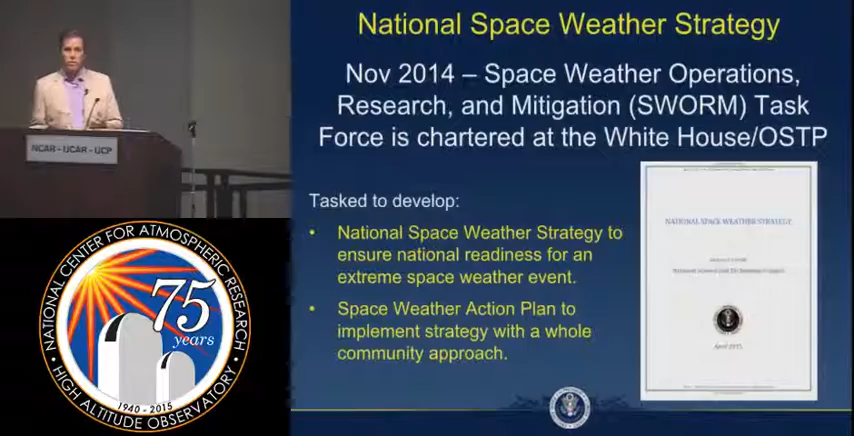 National Space Weather Strategy
Nov 2014 – Space Weather Operations,
Research, and Mitigation (SWORM) Task
Force is chartered at the White House/OSTP
Tasked to develop:
• National Space Weather Strategy to
ensure national readiness for an
extreme space weather event.
• Space Weather Action Plan to
implement strategy with a whole
community approach.
NATIONAL SPACE WEATHER STRATEGY
April 2015
NCAR - UCAR - UCP
NATIONAL CENTER FOR ATMOSPHERIC RESEARCH
75
years
1940 - 2015
HIGH ALTITUDE OBSERVATORY